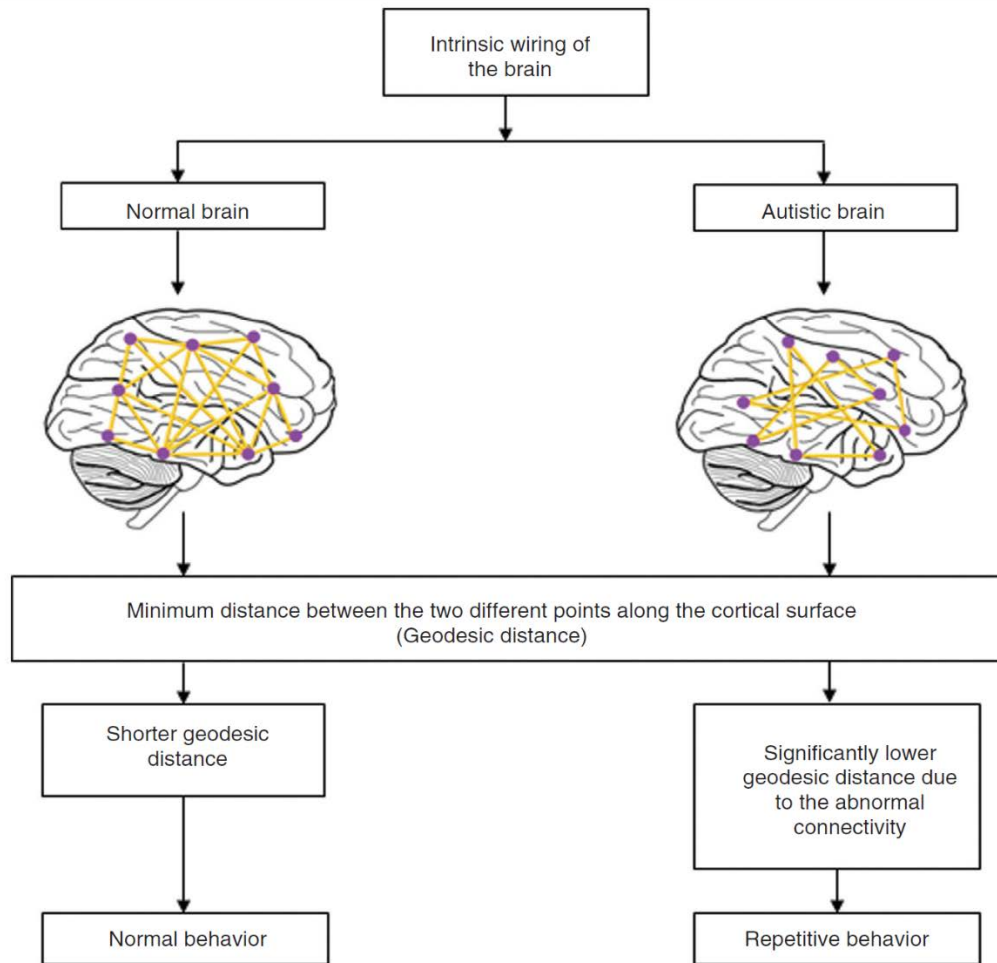 Intrinsic wiring of
the brain
Normal brain
Autistic brain
Minimum distance between the two different points along the cortical surface
(Geodesic distance)
Shorter geodesic
distance
Significantly lower
geodesic distance due
to the abnormal
connectivity
Normal behavior
Repetitive behavior